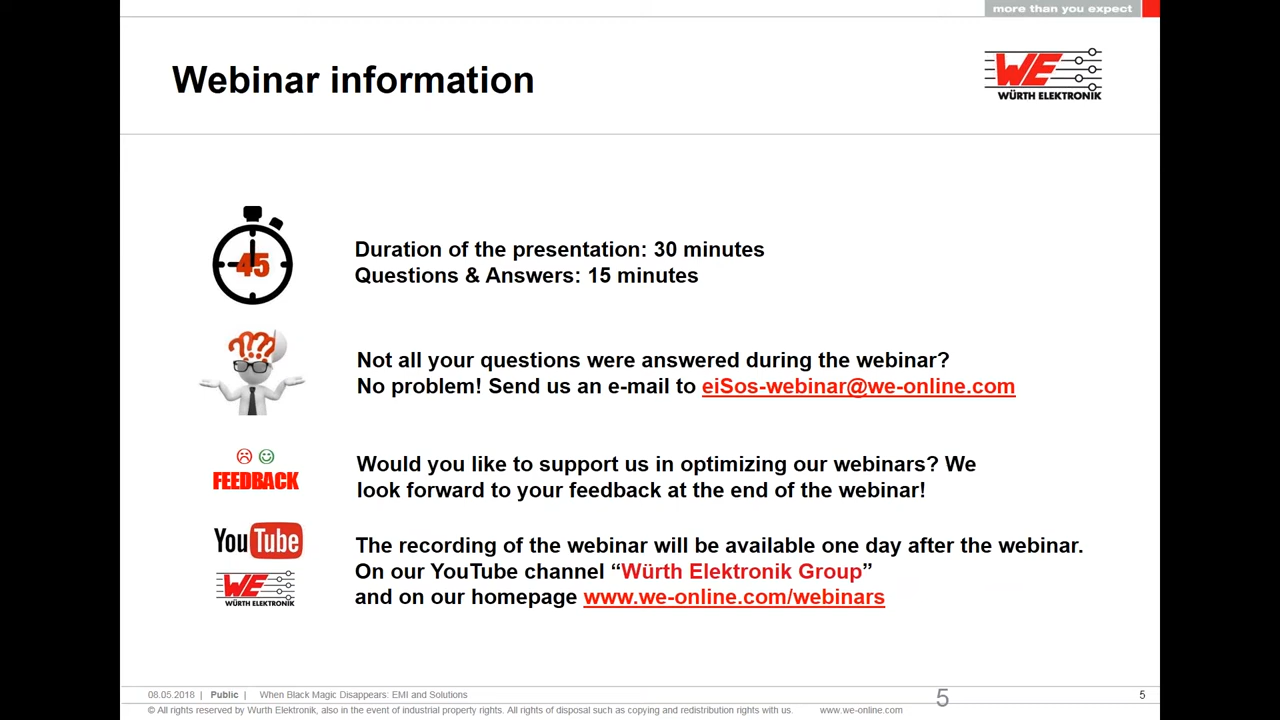 more than you expect
Webinar information
WE
WÜRTH ELEKTRONIK
45
Duration of the presentation: 30 minutes
Questions & Answers: 15 minutes
???
Not all your questions were answered during the webinar?
No problem! Send us an e-mail to eiSos-webinar@we-online.com
FEEDBACK
Would you like to support us in optimizing our webinars? We
look forward to your feedback at the end of the webinar!
YouTube
WE
WÜRTH ELEKTRONIK
The recording of the webinar will be available one day after the webinar.
On our YouTube channel “Würth Elektronik Group”
and on our homepage www.we-online.com/webinars
08.05.2018 | Public | When Black Magic Disappears: EMI and Solutions 5 5
© All rights reserved by Wurth Elektronik, also in the event of industrial property rights. All rights of disposal such as copying and redistribution rights with us. www.we-online.com